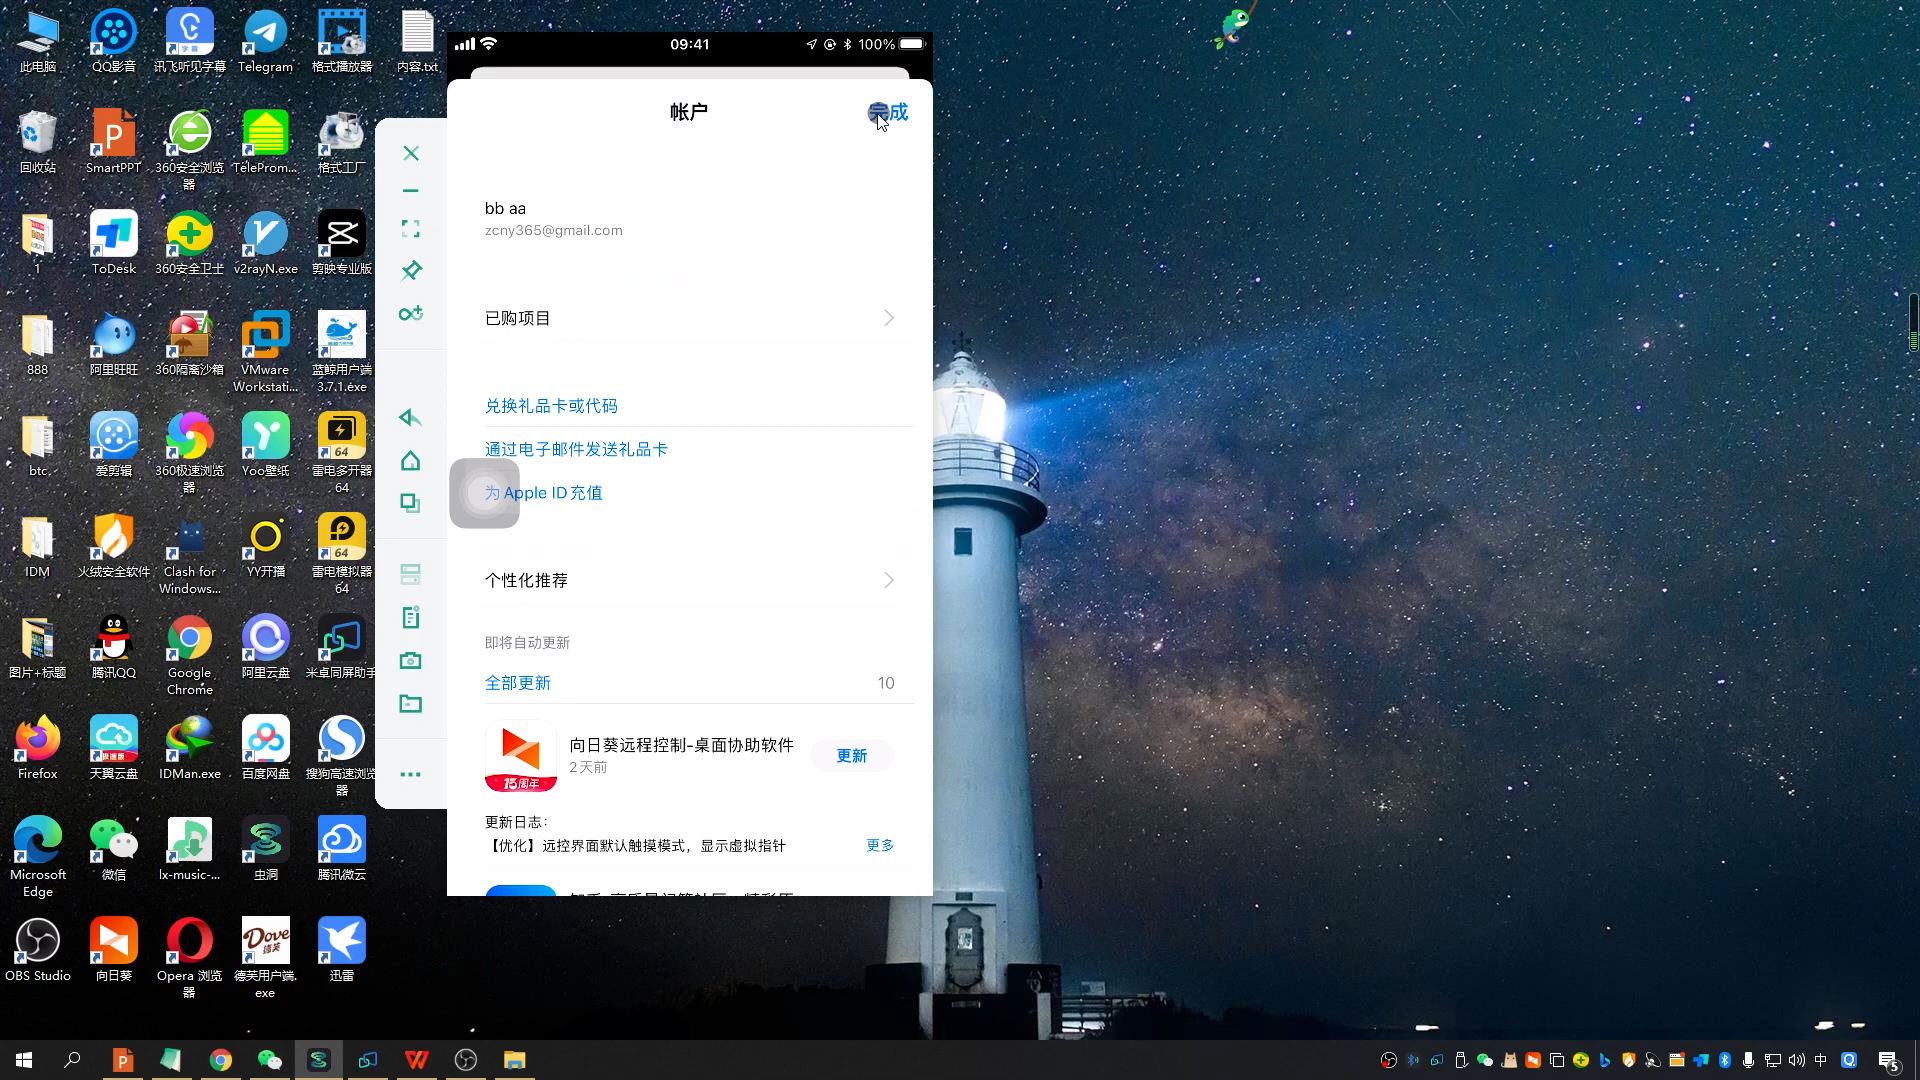 此电脑
QQ影音
讯飞听见字幕
Telegram
格式播放器
内容.txt
回收站
SmartPPT
360安全浏览器
TeleProm...
格式工厂
1
ToDesk
360安全卫士
v2rayN.exe
剪映专业版
888
阿里旺旺
360隔离沙箱
VMware Workstati...
蓝鲸用户端3.7.1.exe
btc
爱剪辑
360极速浏览器
Yoo壁纸
雷电多开器64
IDM
火绒安全软件
Clash for Windows...
YY开播
雷电模拟器64
图片+标题
腾讯QQ
Google Chrome
阿里云盘
米卓同屏助手
Firefox
天翼云盘
IDMan.exe
百度网盘
搜狗高速浏览器
Microsoft Edge
微信
lx-music-...
虫洞
腾讯微云
OBS Studio
向日葵
Opera 浏览器
德芙用户端.exe
迅雷
09:41
100%
帐户
完成
bb aa
zcny365@gmail.com
已购项目
兑换礼品卡或代码
通过电子邮件发送礼品卡
为 Apple ID 充值
个性化推荐
即将自动更新
全部更新
10
向日葵远程控制-桌面协助软件
2天前
更新
15周年
更新日志：
【优化】远控界面默认触摸模式，显示虚拟指针
更多
中
5